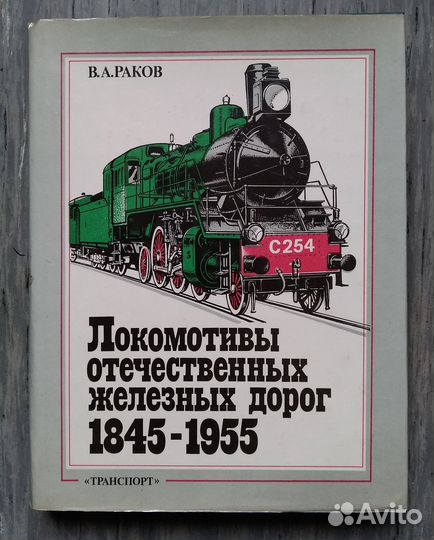 В.А.РАКОВ
С254
Локомотивы
отечественных
железных дорог
1845-1955
«ТРАНСПОРТ»
Avito